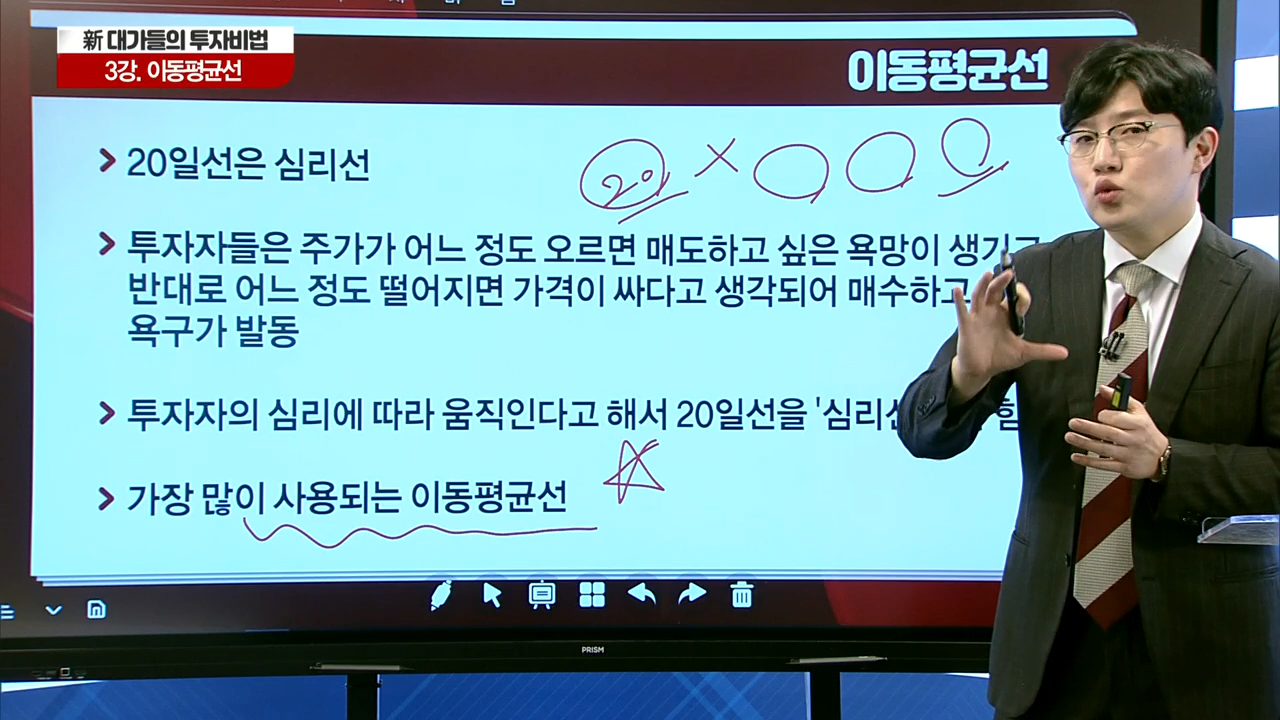 新 대가들의 투자비법
3강. 이동평균선
이동평균선
20일선은 심리선
20 ×
투자자들은 주가가 어느 정도 오르면 매도하고 싶은 욕망이 생기고
반대로 어느 정도 떨어지면 가격이 싸다고 생각되어 매수하고
욕구가 발동
투자자의 심리에 따라 움직인다고 해서 20일선을 '심리선
가장 많이 사용되는 이동평균선
PRISM